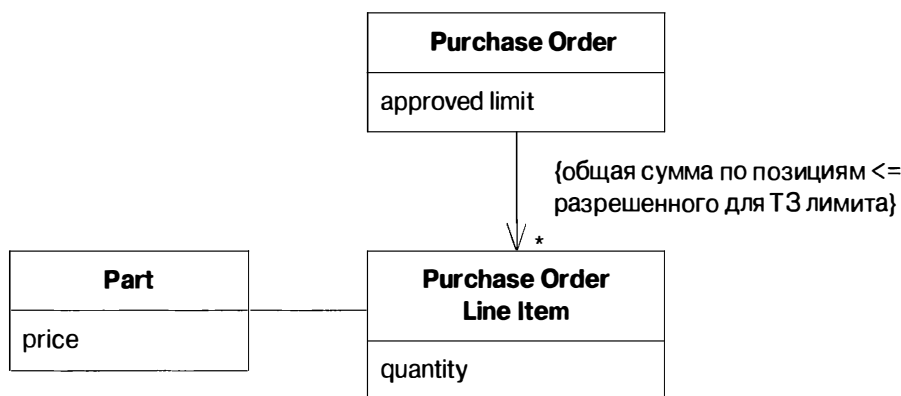 Purchase Order
approved limit
{общая сумма по позициям <=
разрешенного для ТЗ лимита}
*
Part
price
Purchase Order
Line Item
quantity